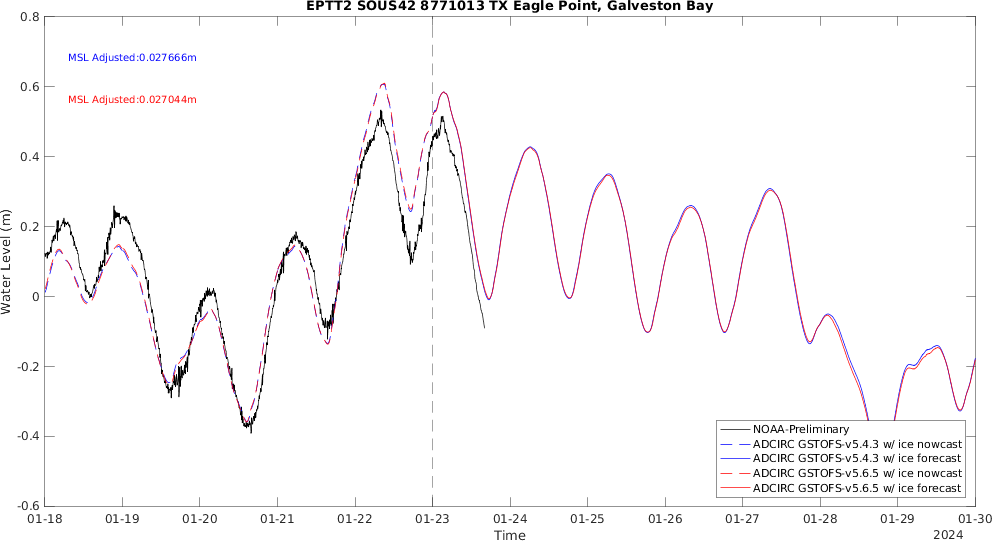 EPTT2 SOUS42 8771013 TX Eagle Point, Galveston Bay
MSL Adjusted:0.027666m
MSL Adjusted:0.027044m
Water Level (m)
0.8
0.6
0.4
0.2
0
-0.2
-0.4
-0.6
NOAA-Preliminary
ADCIRC GSTOFS-v5.4.3 w/ ice nowcast
ADCIRC GSTOFS-v5.4.3 w/ ice forecast
ADCIRC GSTOFS-v5.6.5 w/ ice nowcast
ADCIRC GSTOFS-v5.6.5 w/ ice forecast
01-18 01-19 01-20 01-21 01-22 01-23 01-24 01-25 01-26 01-27 01-28 01-29 01-30
Time
2024